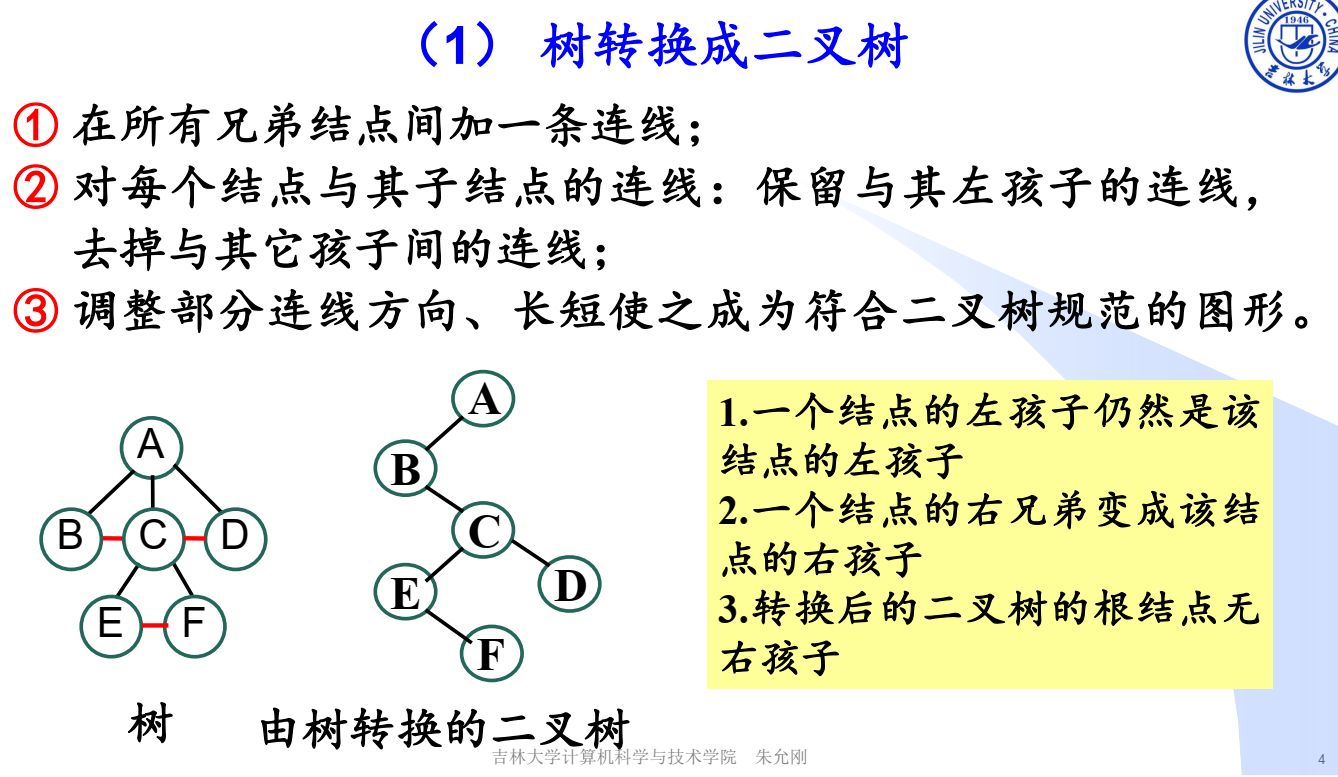 （1） 树转换成二叉树
JILIN UNIVERSITY·CHINA
1946
吉林大学
① 在所有兄弟结点间加一条连线；
② 对每个结点与其子结点的连线：保留与其左孩子的连线，
去掉与其它孩子间的连线；
③ 调整部分连线方向、长短使之成为符合二叉树规范的图形。
A
B C D
E F
树
A
B
C
E D
F
由树转换的二叉树
1.一个结点的左孩子仍然是该
结点的左孩子
2.一个结点的右兄弟变成该结
点的右孩子
3.转换后的二叉树的根结点无
右孩子
吉林大学计算机科学与技术学院 朱允刚
4